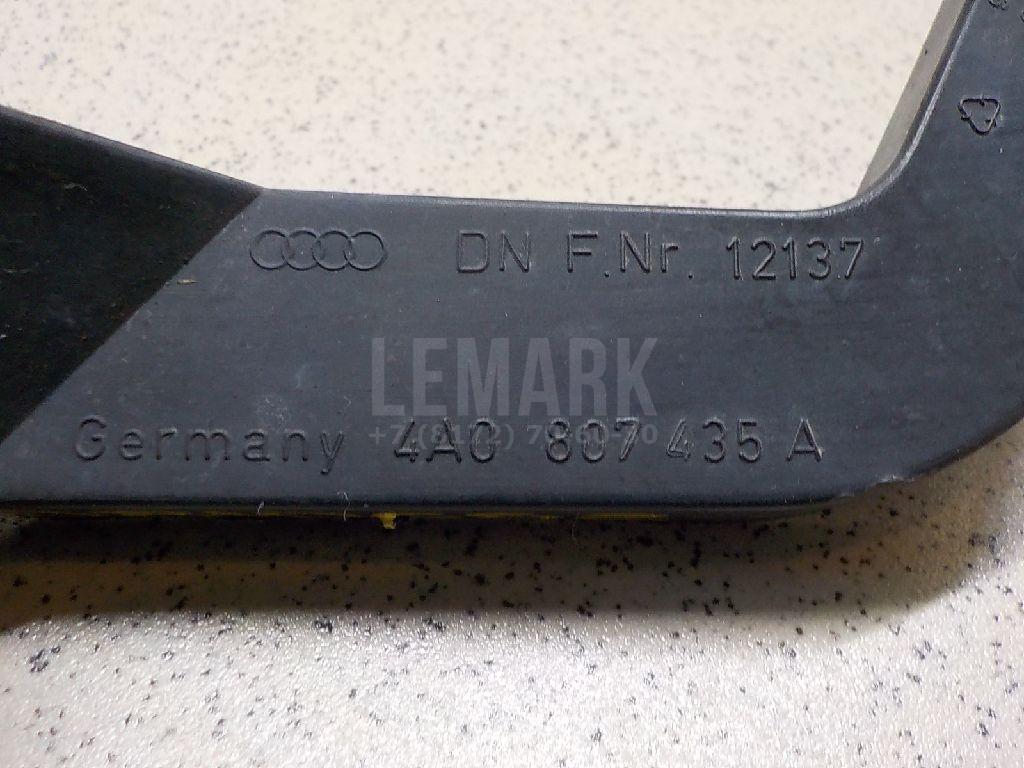 DN F.Nr. 12137
LEMARK
Germany 4A0 807 435 A